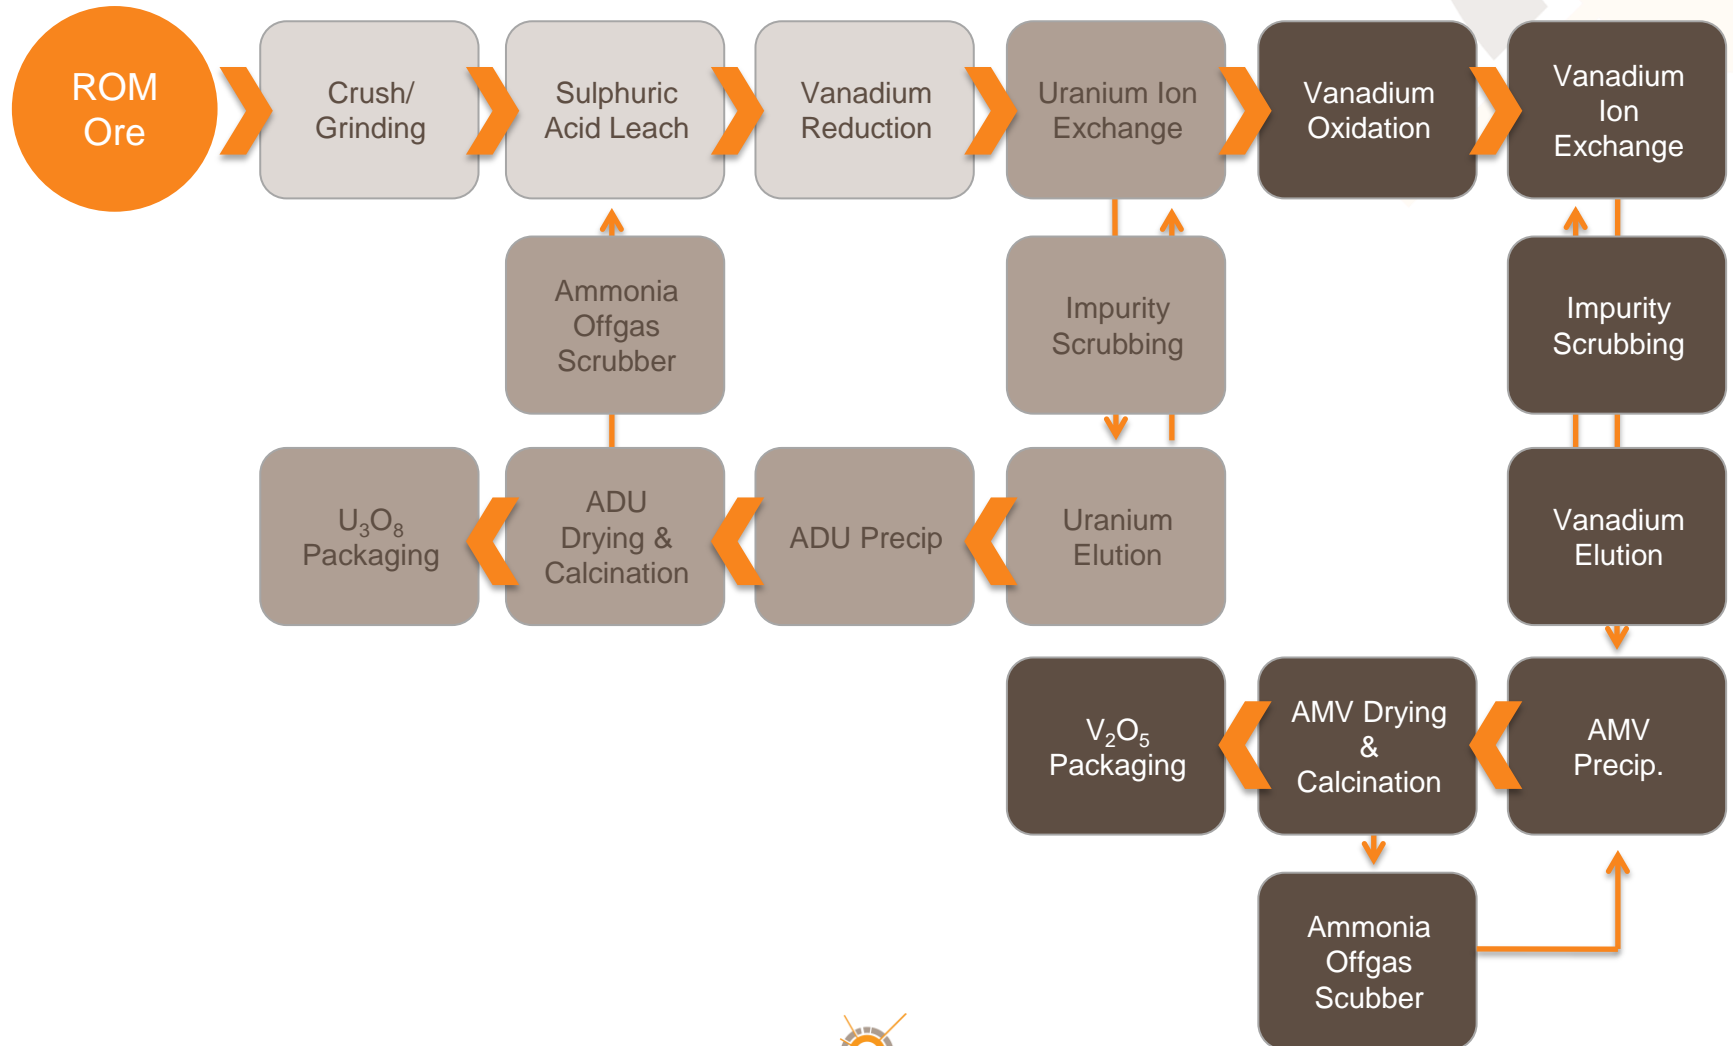 ROM
Ore
Crush/
Grinding
Sulphuric
Acid Leach
Vanadium
Reduction
Uranium Ion
Exchange
Vanadium
Oxidation
Vanadium
Ion
Exchange
Ammonia
Offgas
Scrubber
Impurity
Scrubbing
Impurity
Scrubbing
U₃O₈
Packaging
ADU
Drying &
Calcination
ADU Precip
Uranium
Elution
Vanadium
Elution
V₂O₅
Packaging
AMV Drying
&
Calcination
AMV
Precip.
Ammonia
Offgas
Scubber